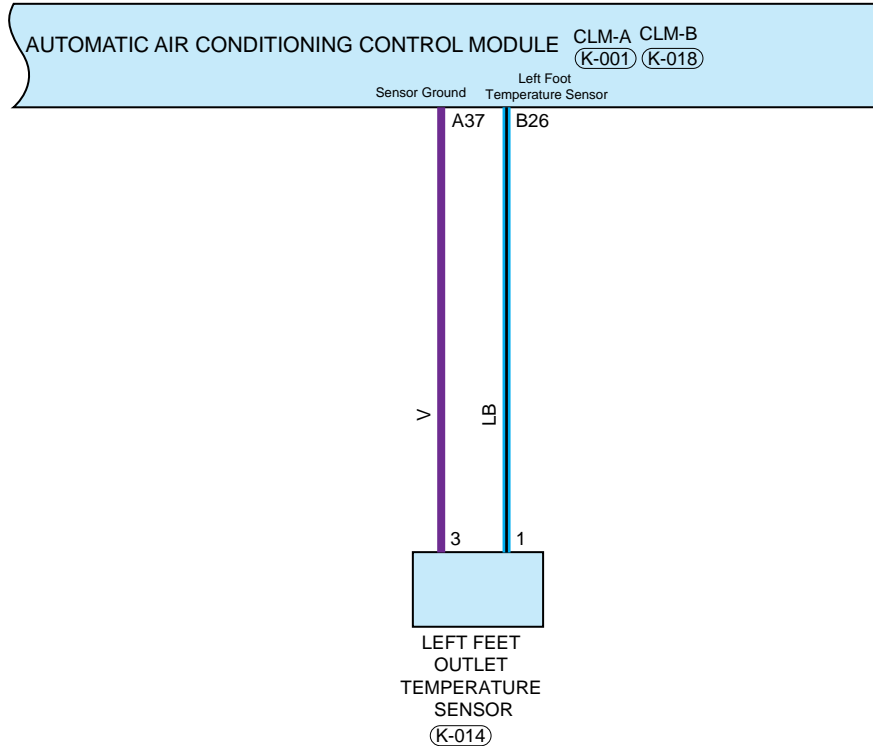 AUTOMATIC AIR CONDITIONING CONTROL MODULE CLM-A CLM-B
K-001 K-018
Left Foot
Sensor Ground Temperature Sensor
A37 B26
V LB
3 1
LEFT FEET
OUTLET
TEMPERATURE
SENSOR
K-014